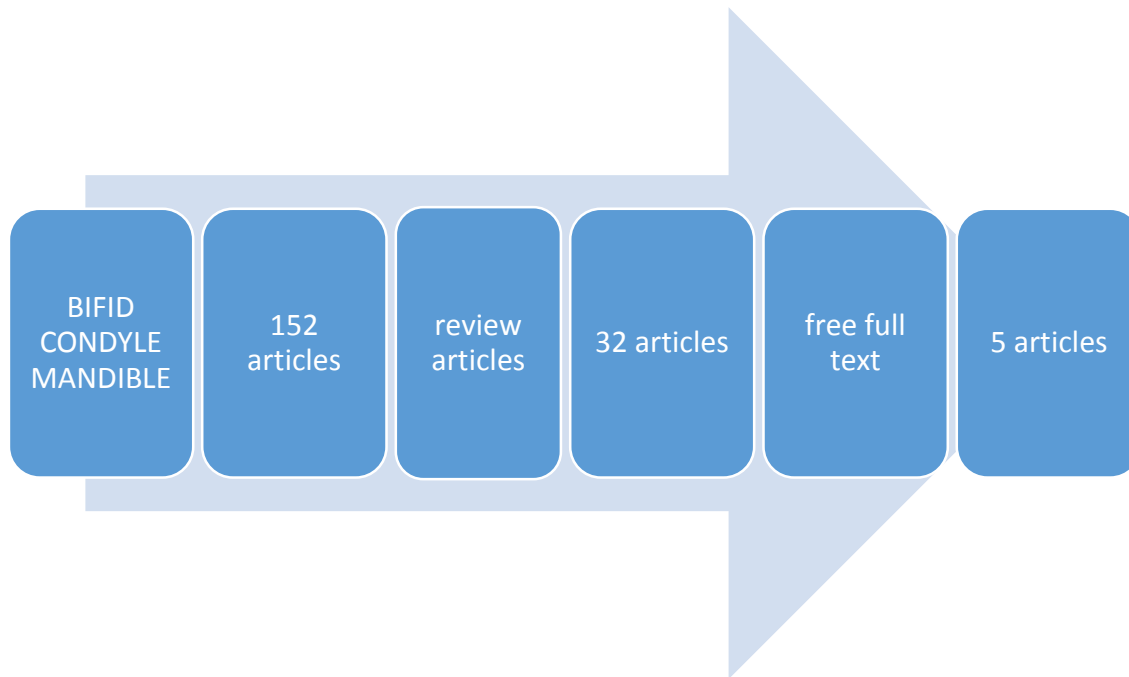 BIFID
CONDYLE
MANDIBLE
152
articles
review
articles
32 articles
free full
text
5 articles